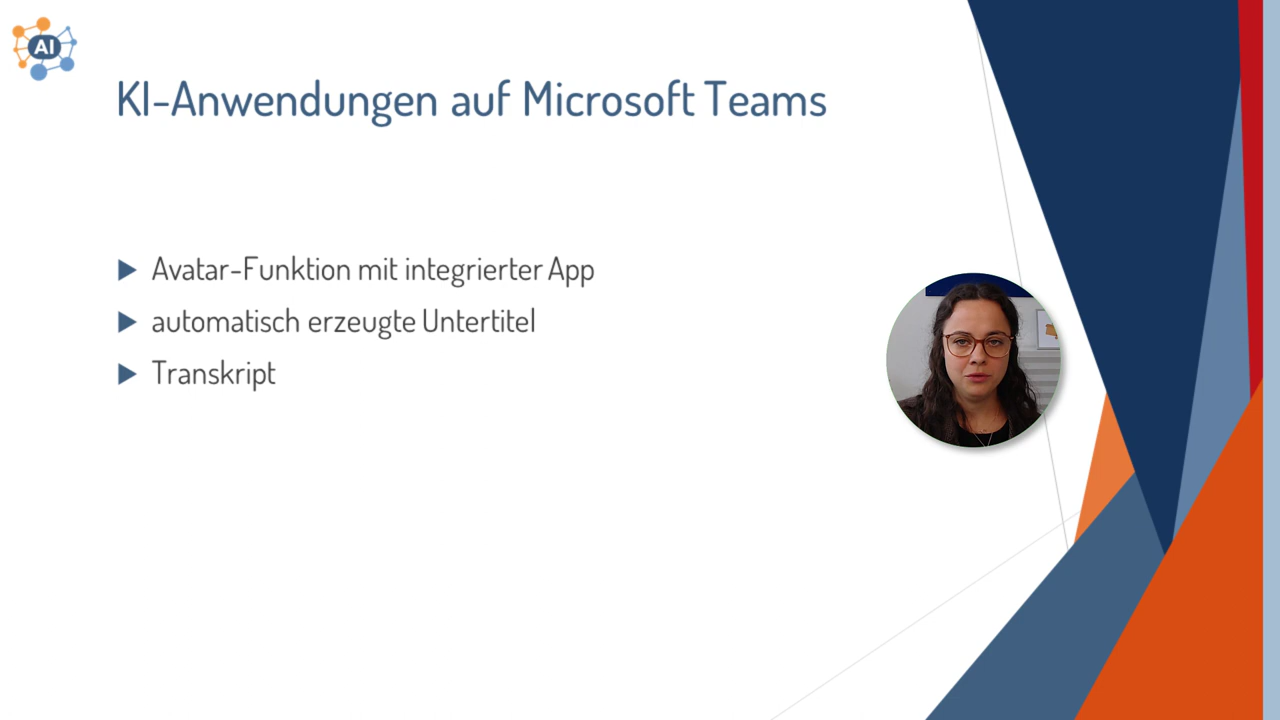 AI
KI-Anwendungen auf Microsoft Teams
Avatar-Funktion mit integrierter App
automatisch erzeugte Untertitel
Transkript